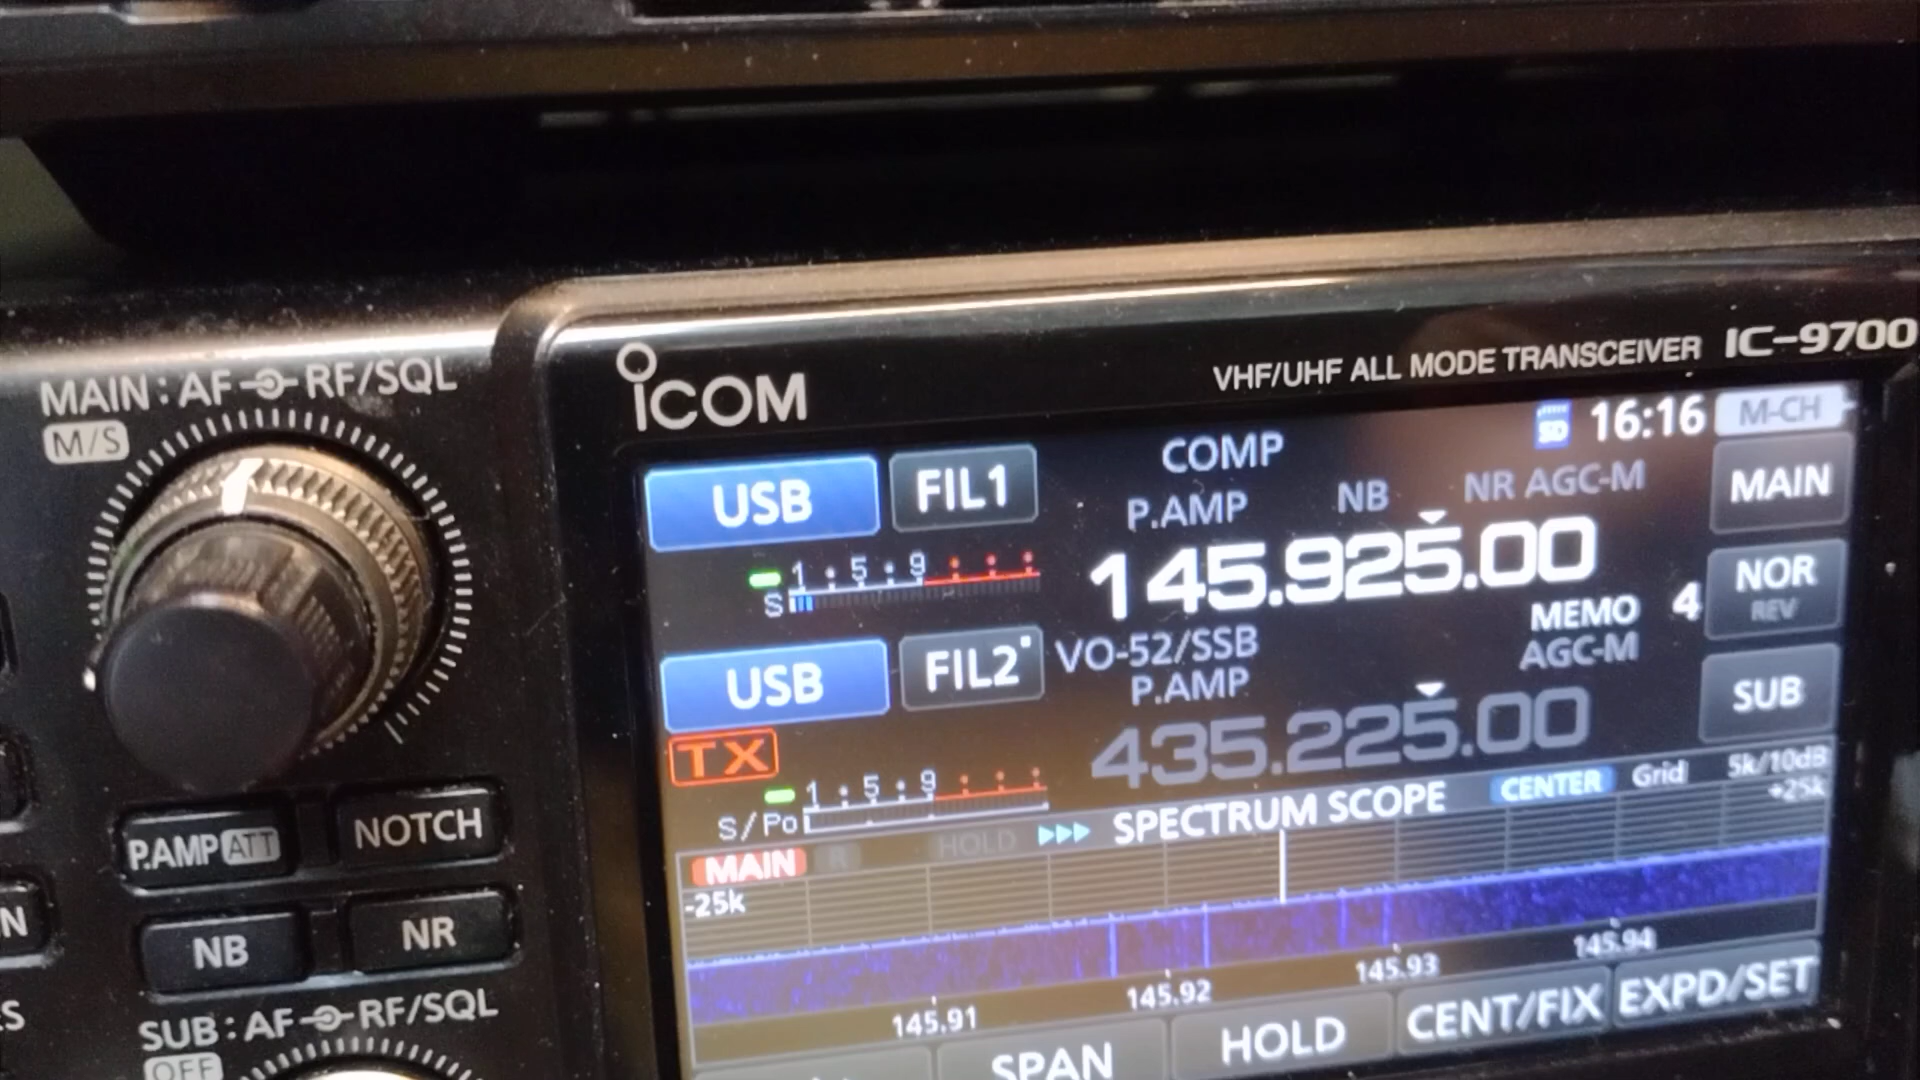 ICOM
VHF/UHF ALL MODE TRANSCEIVER IC-9700
MAIN : AF RF/SQL
M/S
SD 16:16 M-CH
USB FIL1 COMP
P.AMP NB NR AGC-M
MAIN
1 5 9
S
145.925.00
MEMO 4
NOR
REV
USB FIL2 VO-52/SSB AGC-M
P.AMP
SUB
TX
435.225.00
1 5 9
S/Po
HOLD SPECTRUM SCOPE CENTER Grid 5k/10dB
MAIN
-25k +25k
145.91 145.92 145.93 145.94
SPAN HOLD CENT/FIX EXPD/SET
P.AMP ATT NOTCH
NB NR
SUB : AF RF/SQL
OFF